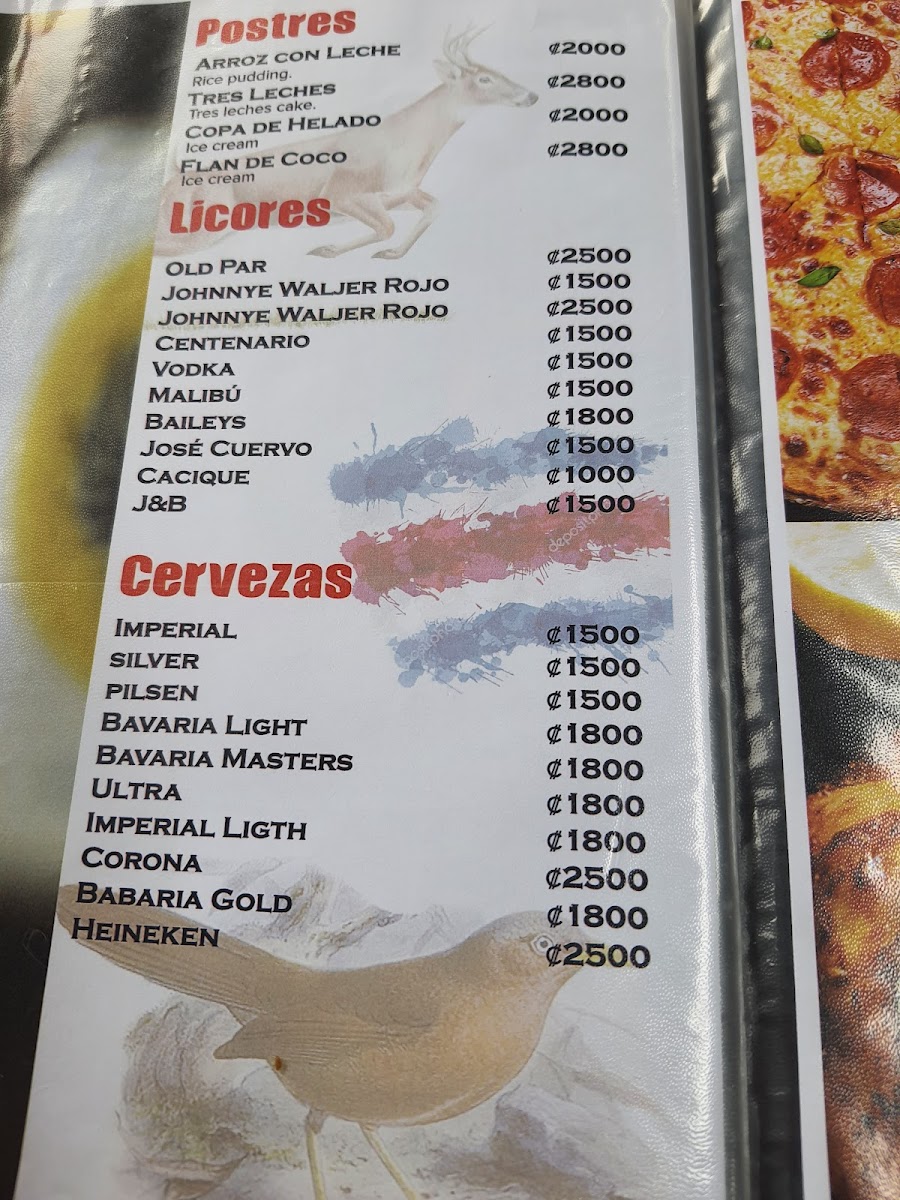 Postres
Arroz con Leche ₡2000
Rice pudding.
Tres Leches ₡2800
Tres leches cake.
Copa de Helado ₡2000
Ice cream
Flan de Coco ₡2800
Ice cream
Licores
Old Par ₡2500
Johnnye Waljer Rojo ₡1500
Johnnye Waljer Rojo ₡2500
Centenario ₡1500
Vodka ₡1500
Malibú ₡1500
Baileys ₡1800
José Cuervo ₡1500
Cacique ₡1000
J&B ₡1500
Cervezas
Imperial ₡1500
silver ₡1500
pilsen ₡1500
Bavaria Light ₡1800
Bavaria Masters ₡1800
Ultra ₡1800
Imperial Ligth ₡1800
Corona ₡2500
Babaria Gold ₡1800
Heineken ₡2500